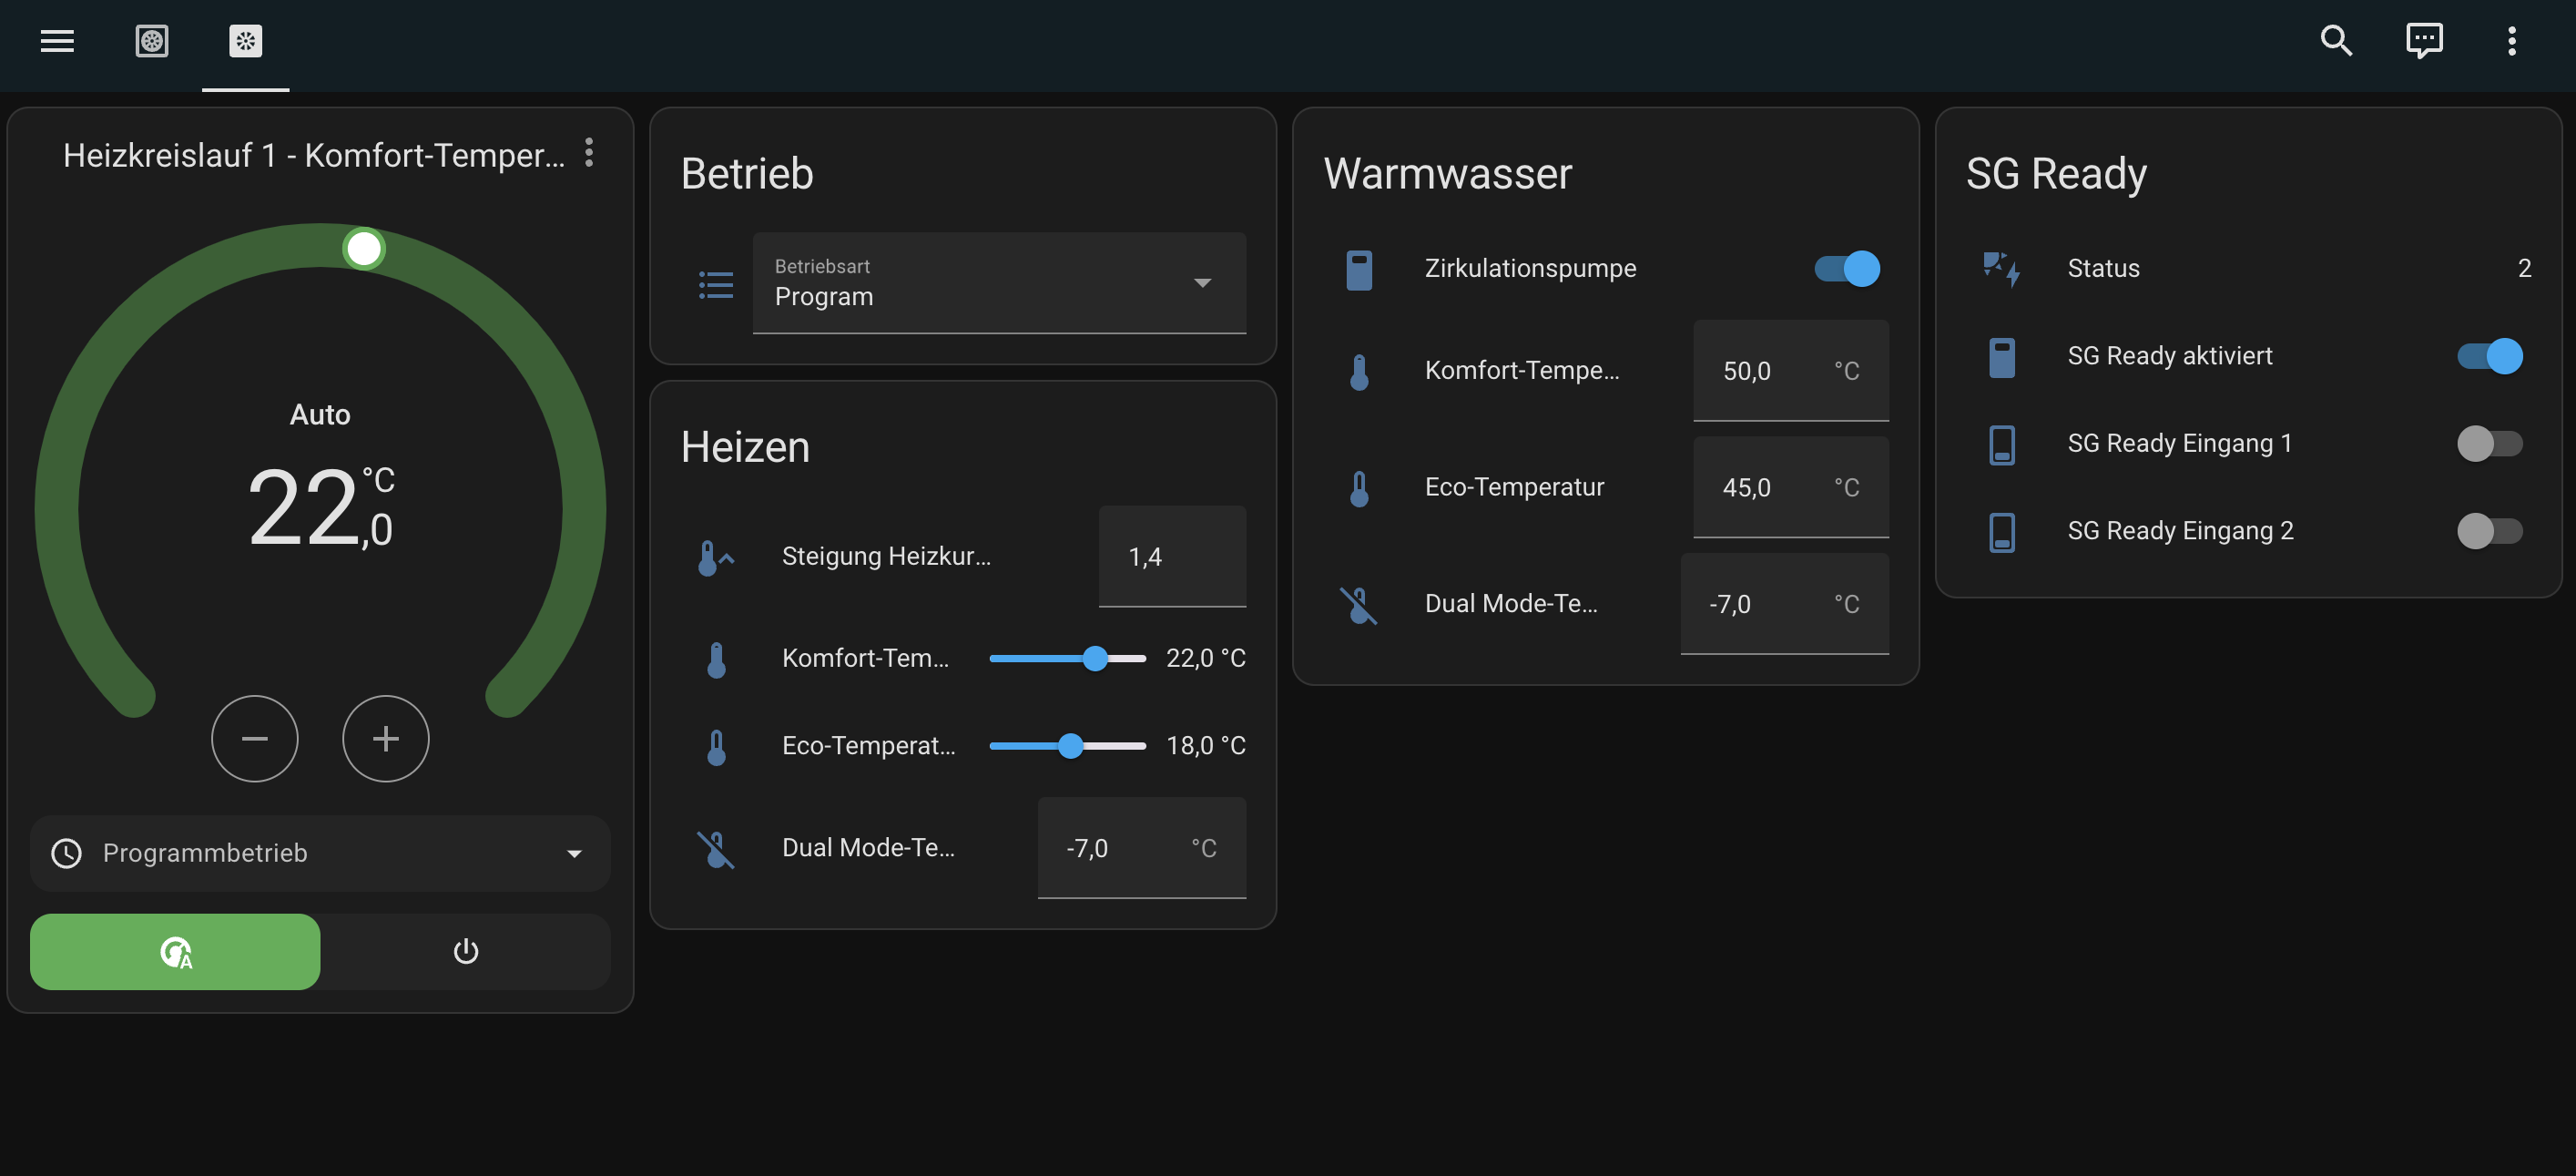 Heizkreislauf 1 - Komfort-Temper...
Auto
22,0 °C
Programmbetrieb
A
Betrieb
Betriebsart
Program
Heizen
Steigung Heizkur...
1,4
Komfort-Tem...
22,0 °C
Eco-Temperat...
18,0 °C
Dual Mode-Te...
-7,0 °C
Warmwasser
Zirkulationspumpe
Komfort-Tempe...
50,0 °C
Eco-Temperatur
45,0 °C
Dual Mode-Te...
-7,0 °C
SG Ready
Status
2
SG Ready aktiviert
SG Ready Eingang 1
SG Ready Eingang 2